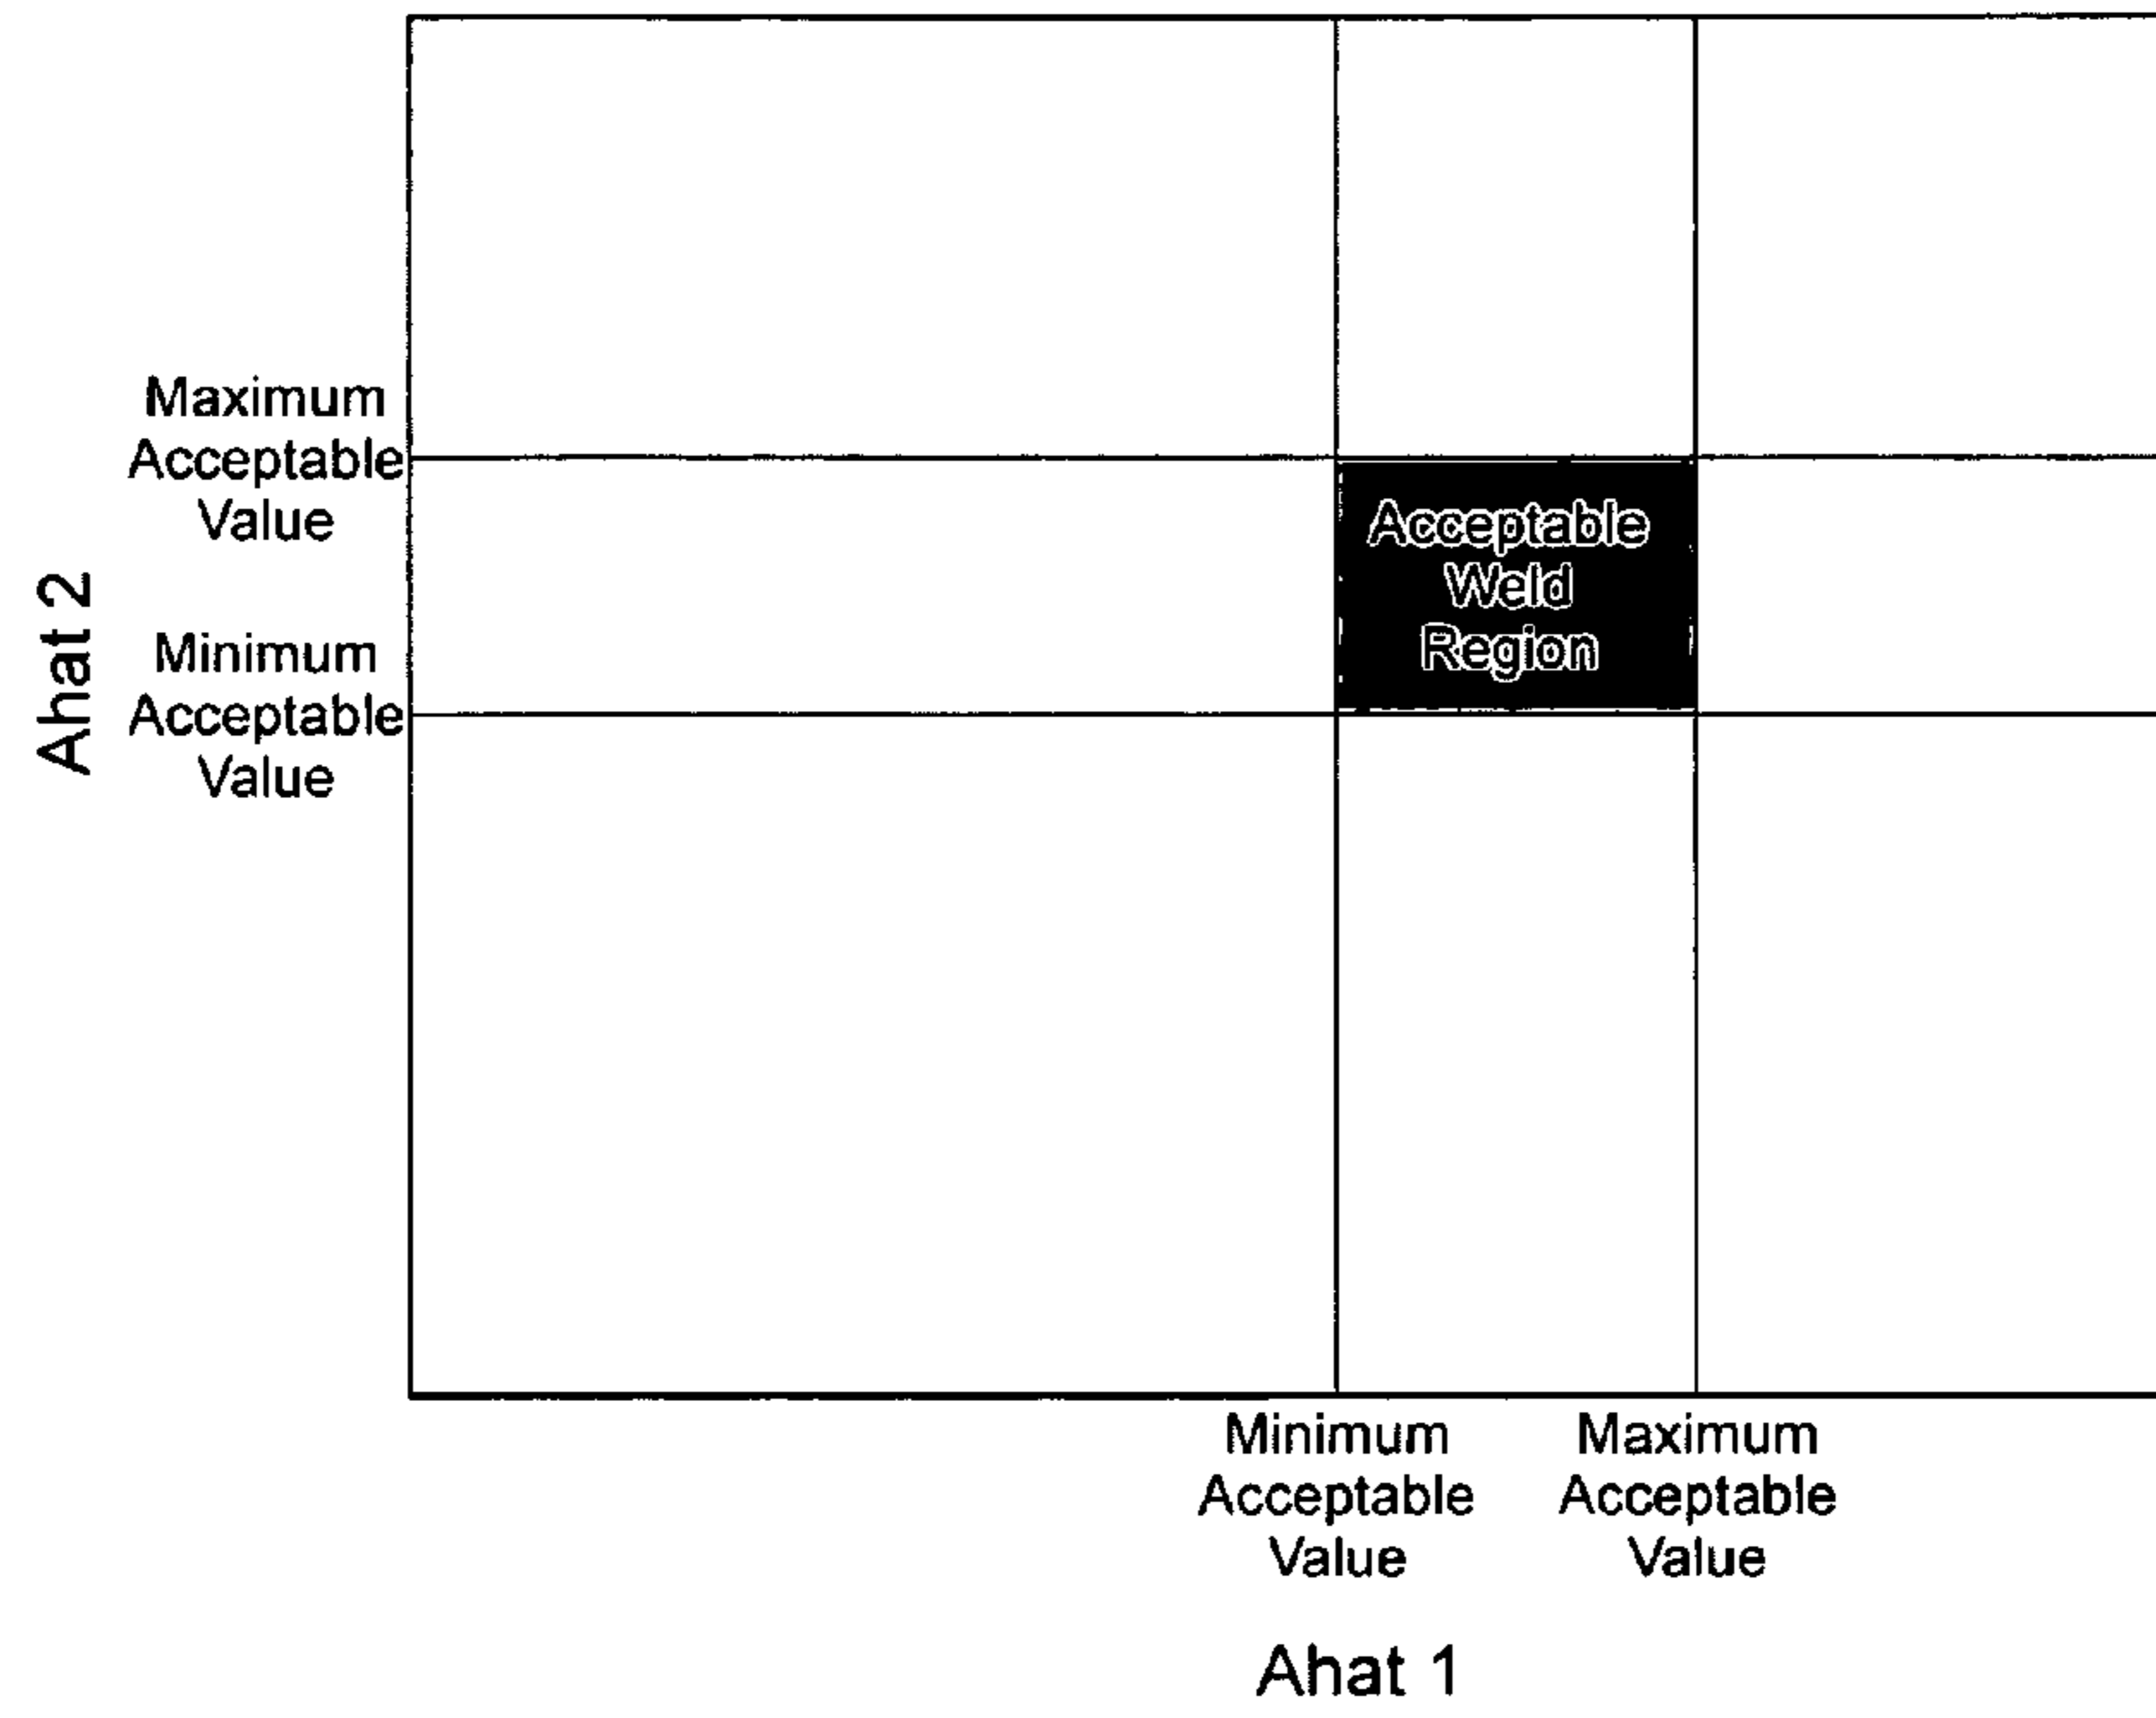 Ahat 2
Maximum
Acceptable
Value
Minimum
Acceptable
Value
Acceptable
Weld
Region
Minimum
Acceptable
Value
Maximum
Acceptable
Value
Ahat 1